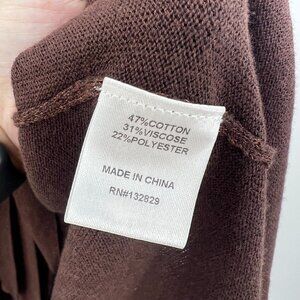 47%COTTON
31%VISCOSE
22%POLYESTER
MADE IN CHINA
RN#132829